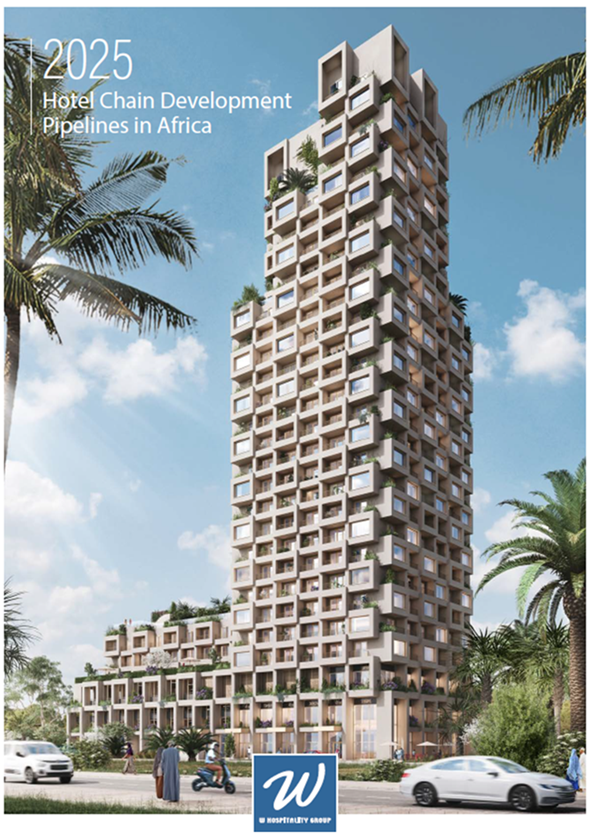 2025
Hotel Chain Development
Pipelines in Africa
W
W HOSPITALITY GROUP